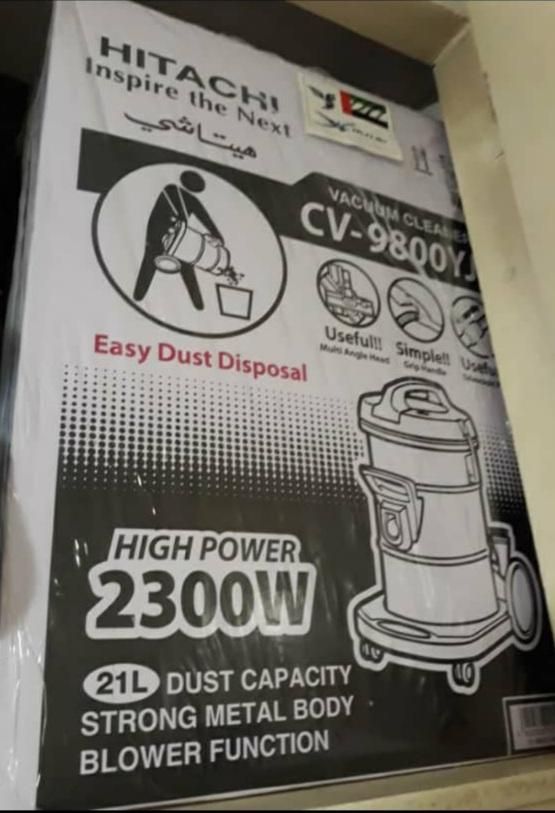 HITACHI
Inspire the Next
هيتاشي
VACUUM CLEANER
CV-9800YJ
Easy Dust Disposal
Useful!!
Multi Angle Head
Simple!!
Grip Handle
Usefu
HIGH POWER
2300W
21L DUST CAPACITY
STRONG METAL BODY
BLOWER FUNCTION